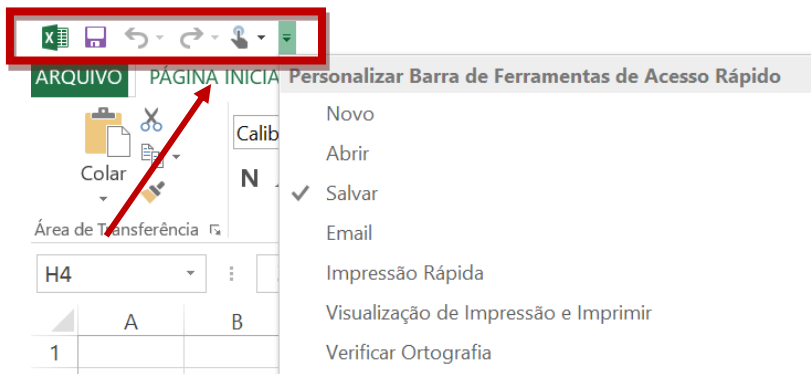 ARQUIVO PÁGINA INICIA
Personalizar Barra de Ferramentas de Acesso Rápido
Novo
Abrir
Salvar
Email
Impressão Rápida
Visualização de Impressão e Imprimir
Verificar Ortografia
Colar
Calib
N
Área de Transferência
H4
A B
1